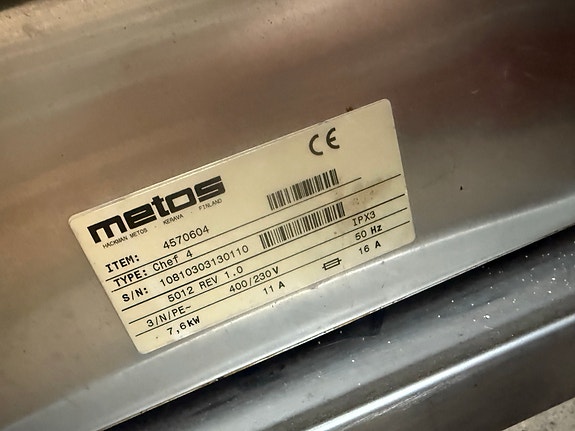 CE
metos
HACKMAN METOS KERAVA FINLAND
ITEM: 4570604
TYPE: Chef 4
S/N: 10810303130110
5012 REV 1.0 IPX3
3/N/PE~ 400/230V 50 Hz
7,6kW 11 A 16 A